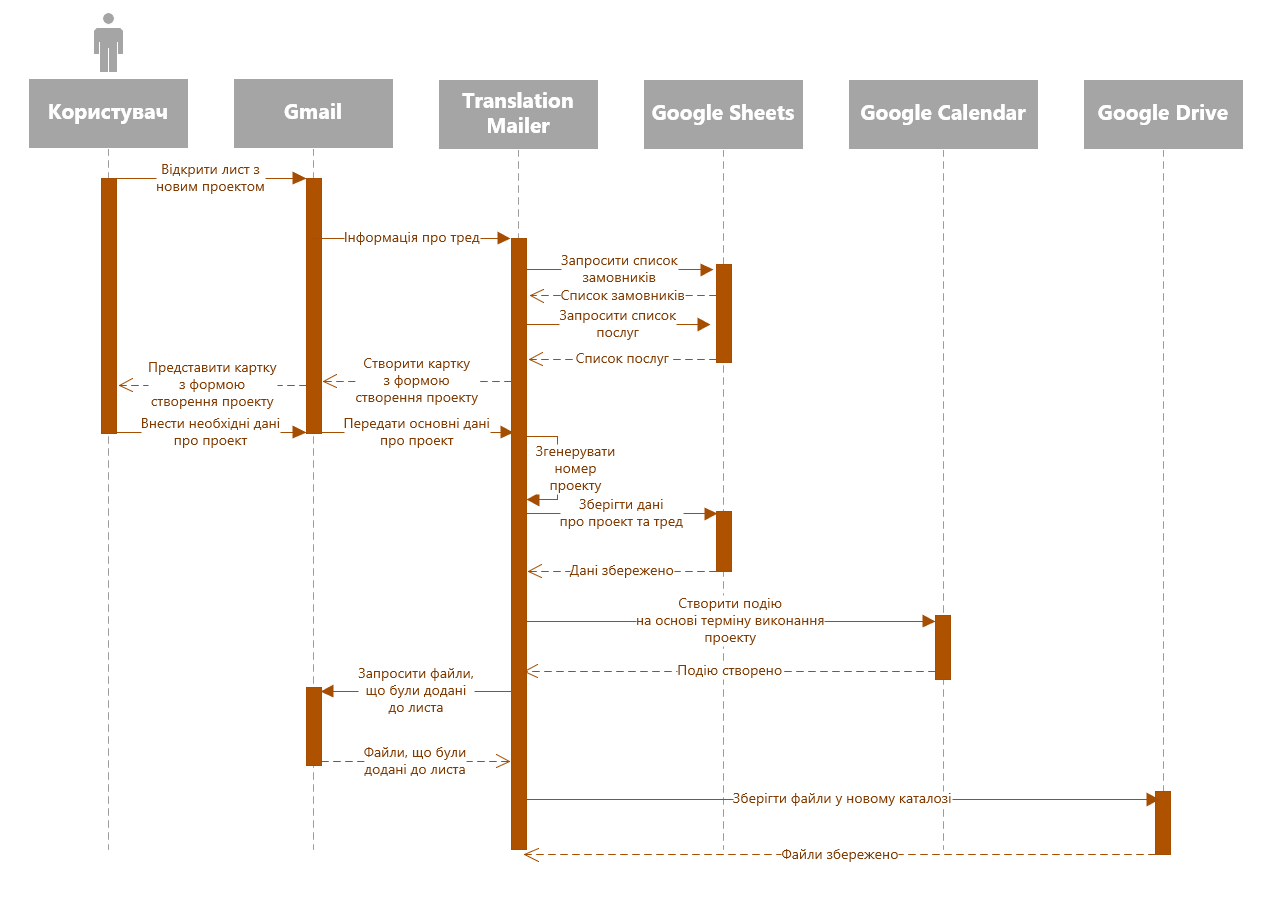 Користувач
Gmail
Translation
Mailer
Google Sheets
Google Calendar
Google Drive
Відкрити лист з
новим проектом
Інформація про тред
Запросити список
замовників
Список замовників
Запросити список
послуг
Список послуг
Створити картку
з формою
створення проекту
Представити картку
з формою
створення проекту
Внести необхідні дані
про проект
Передати основні дані
про проект
Згенерувати
номер
проекту
Зберігти дані
про проект та тред
Дані збережено
Створити подію
на основі терміну виконання
проекту
Подію створено
Запросити файли,
що були додані
до листа
Файли, що були
додані до листа
Зберігти файли у новому каталозі
Файли збережено